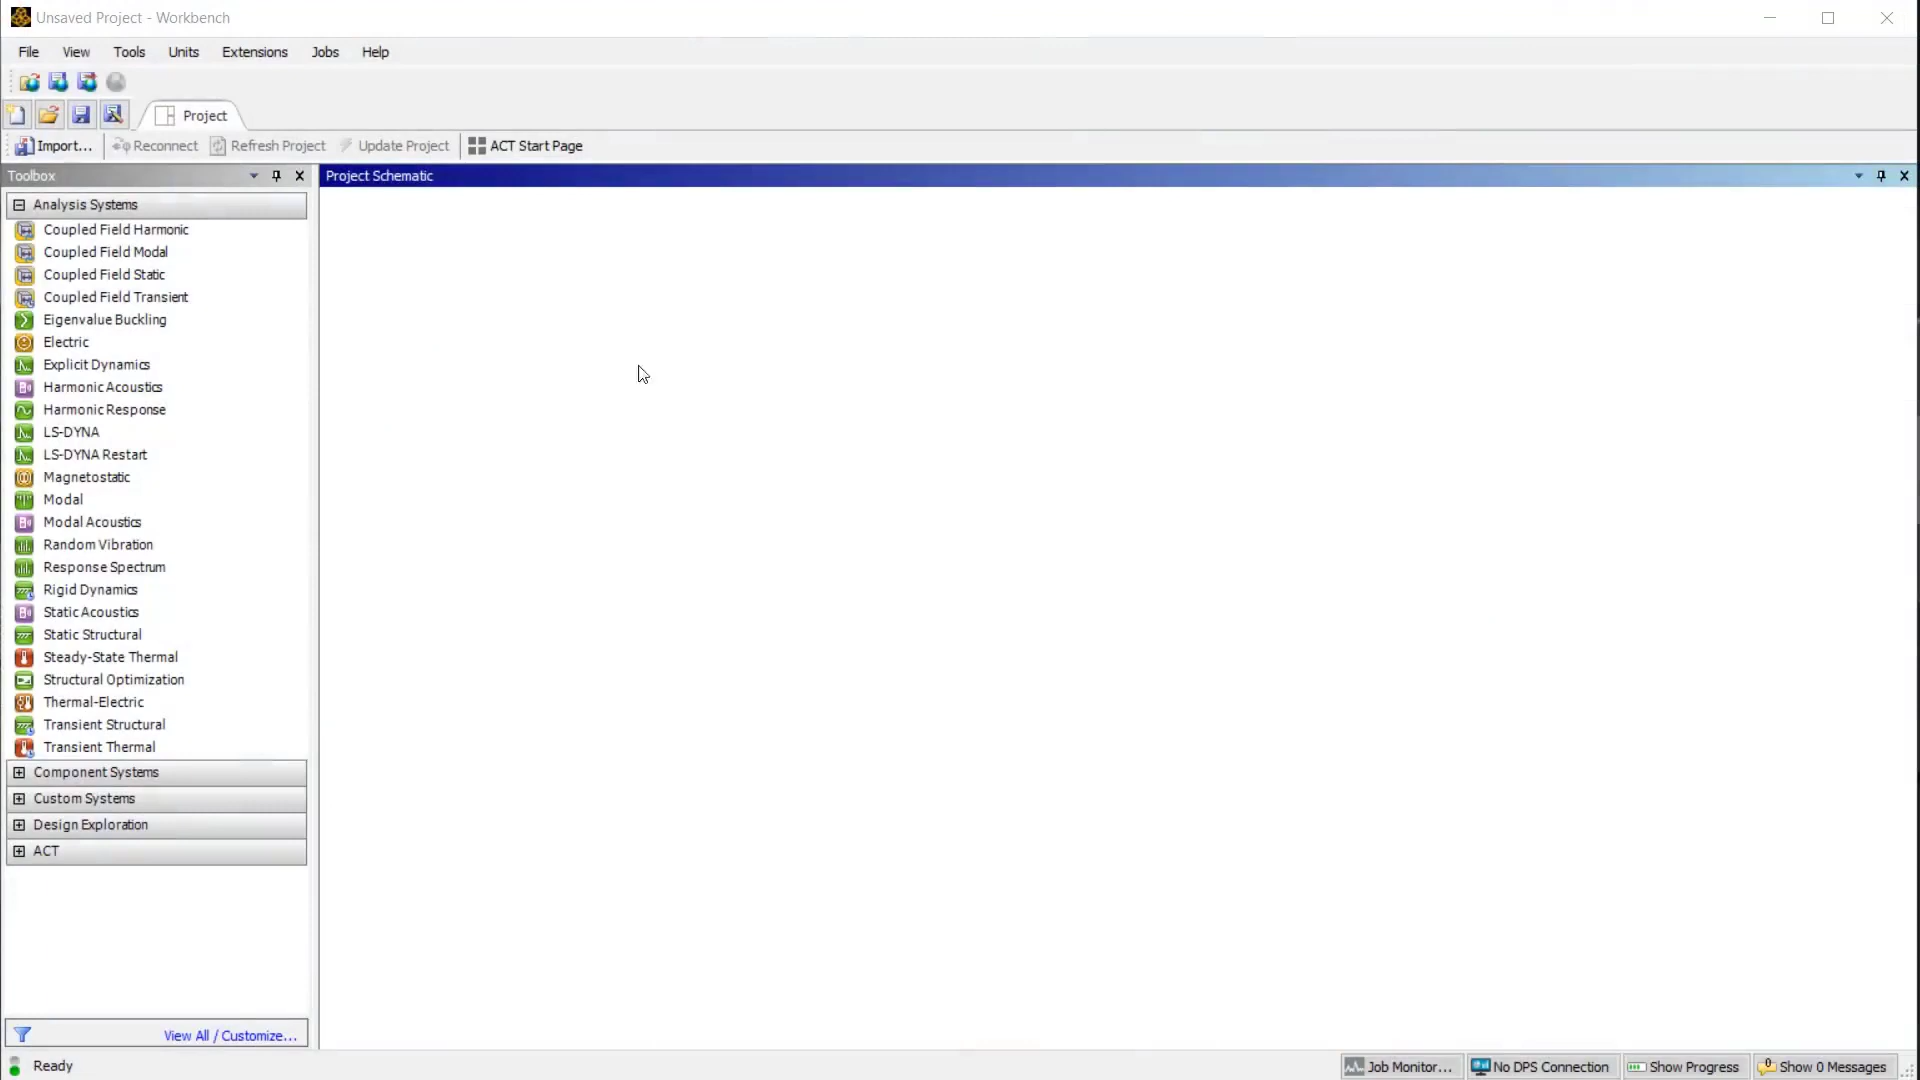 Unsaved Project - Workbench
File View Tools Units Extensions Jobs Help
Project
Import... Reconnect Refresh Project Update Project ACT Start Page
Toolbox
Project Schematic
Analysis Systems
Coupled Field Harmonic
Coupled Field Modal
Coupled Field Static
Coupled Field Transient
Eigenvalue Buckling
Electric
Explicit Dynamics
Harmonic Acoustics
Harmonic Response
LS-DYNA
LS-DYNA Restart
Magnetostatic
Modal
Modal Acoustics
Random Vibration
Response Spectrum
Rigid Dynamics
Static Acoustics
Static Structural
Steady-State Thermal
Structural Optimization
Thermal-Electric
Transient Structural
Transient Thermal
Component Systems
Custom Systems
Design Exploration
ACT
View All / Customize...
Ready
Job Monitor... No DPS Connection Show Progress 0 Show 0 Messages